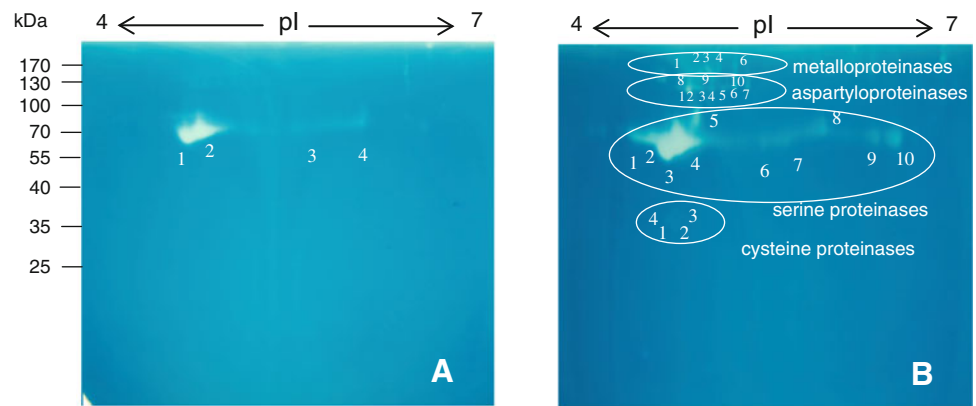 kDa 4 pI 7 4 pI 7
170
130
100
70
55
40
35
25
1 2 3 4
A
1 2 3 4 6 metalloproteinases
8 9 10
1 2 3 4 5 6 7 aspartyloproteinases
5 8
1 2 3 4 6 7 9 10
serine proteinases
4 3
1 2
cysteine proteinases
B